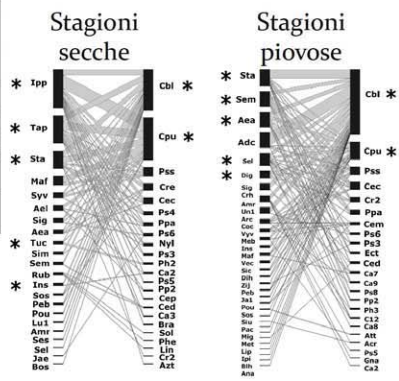 Stagioni
secche
Stagioni
piovose
* Ipp
* Tap
* Sta
Maf
Syv
Ael
Sig
Aea
* Tuc
Sim
Sem
Rub
* Ins
Sos
Peb
Pou
Lu1
Amr
Ses
Sel
Jae
Bos
Cbl *
Cpu *
Pss
Cre
Cec
Ps4
Ppa
Ps6
Nyl
Ps3
Ph2
Ca2
Ps5
Pp2
Cep
Ced
Ca3
Bra
Sol
Phe
Lin
Cr2
Azt
* Sta
* Sem
* Aea
Adc
* Sel
* Dig
Sig
Crh
Amr
Un1
Arc
Coc
Vyv
Meb
Ins
Maf
Vec
Sic
Dih
Zij
Peb
Ja1
Pou
Sos
Siu
Pac
Mig
Met
Lip
Ipi
Blh
Ana
Cbl *
Cpu *
Pss
Cec
Cr2
Ppa
Cem
Ps6
Ps3
Ect
Ced
Ca7
Ca9
Ps8
Pp2
Ph3
C12
Ca8
Att
Acr
Ps5
Gna
Ca2